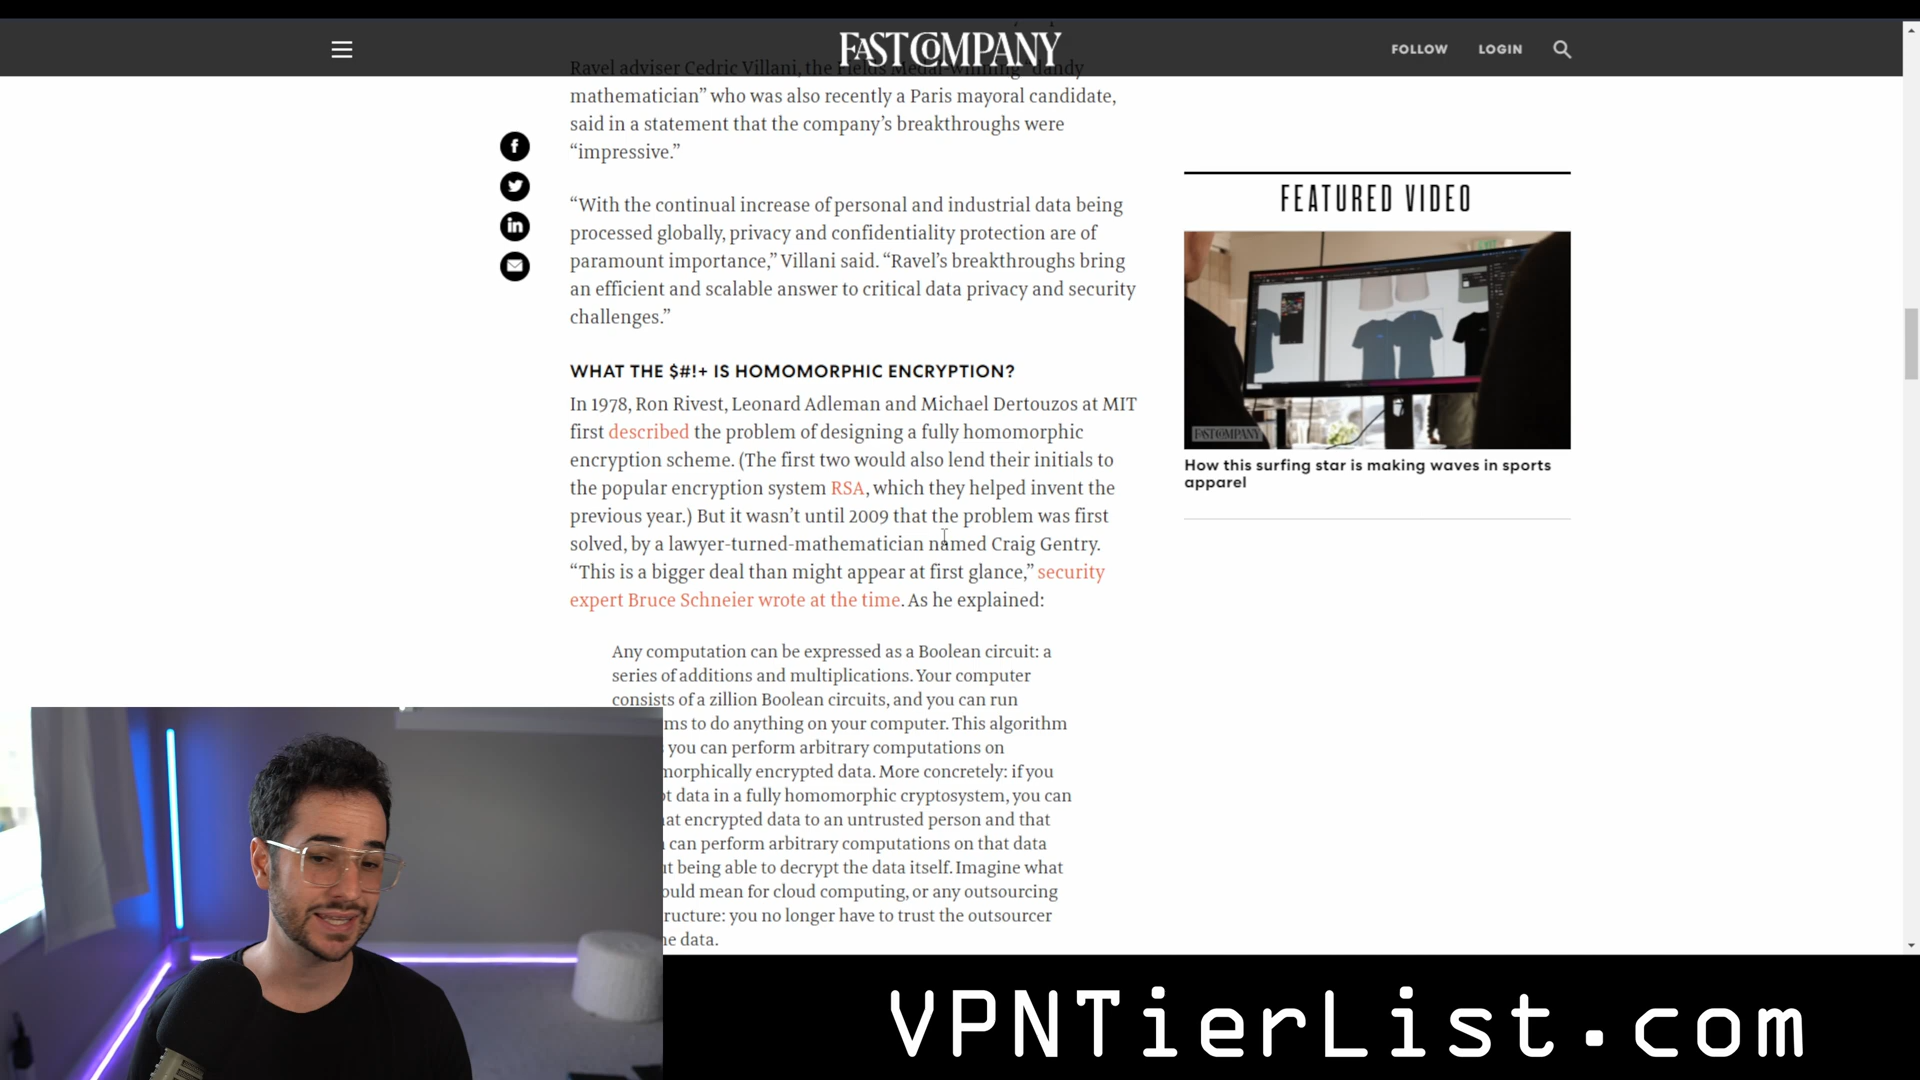 FAST COMPANY
FOLLOW
LOGIN
Ravel adviser Cedric Villani, the Fields Medal-winning “dandy
mathematician” who was also recently a Paris mayoral candidate,
said in a statement that the company’s breakthroughs were
“impressive.”
“With the continual increase of personal and industrial data being
processed globally, privacy and confidentiality protection are of
paramount importance,” Villani said. “Ravel’s breakthroughs bring
an efficient and scalable answer to critical data privacy and security
challenges.”
WHAT THE $#!+ IS HOMOMORPHIC ENCRYPTION?
In 1978, Ron Rivest, Leonard Adleman and Michael Dertouzos at MIT
first described the problem of designing a fully homomorphic
encryption scheme. (The first two would also lend their initials to
the popular encryption system RSA, which they helped invent the
previous year.) But it wasn’t until 2009 that the problem was first
solved, by a lawyer-turned-mathematician named Craig Gentry.
“This is a bigger deal than might appear at first glance,” security
expert Bruce Schneier wrote at the time. As he explained:
Any computation can be expressed as a Boolean circuit: a
series of additions and multiplications. Your computer
consists of a zillion Boolean circuits, and you can run
ms to do anything on your computer. This algorithm
you can perform arbitrary computations on
morphically encrypted data. More concretely: if you
t data in a fully homomorphic cryptosystem, you can
at encrypted data to an untrusted person and that
can perform arbitrary computations on that data
t being able to decrypt the data itself. Imagine what
ould mean for cloud computing, or any outsourcing
ructure: you no longer have to trust the outsourcer
he data.
FEATURED VIDEO
EXIT
FAST COMPANY
How this surfing star is making waves in sports
apparel
VPNTierList.com